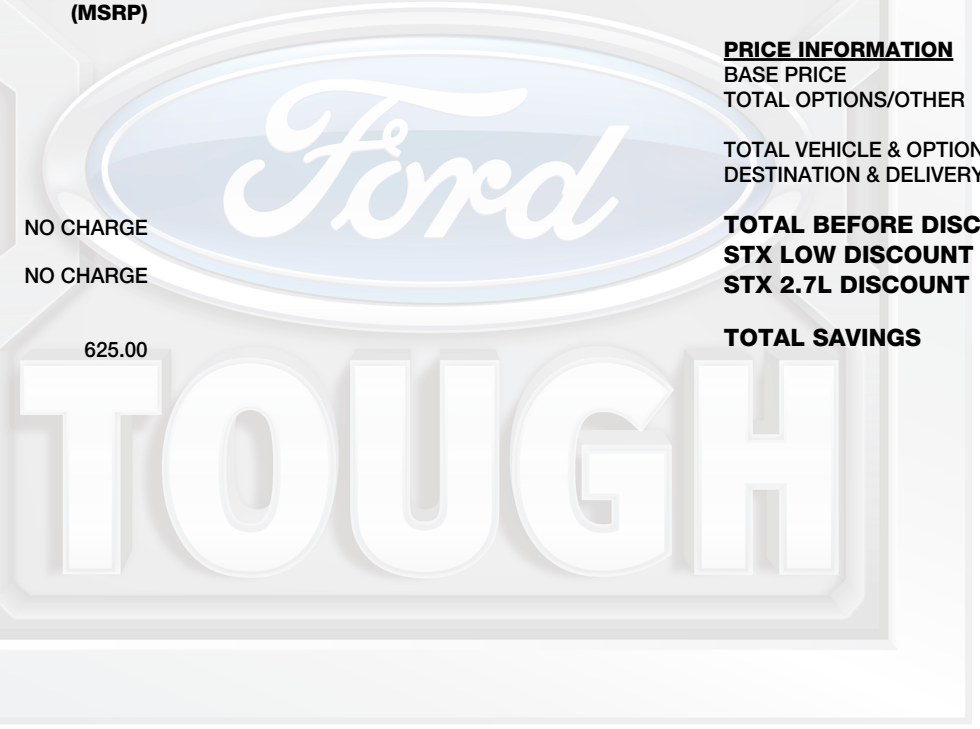 (MSRP)
NO CHARGE
NO CHARGE
625.00
Ford
TOUGH
PRICE INFORMATION
BASE PRICE
TOTAL OPTIONS/OTHER
TOTAL VEHICLE & OPTION
DESTINATION & DELIVERY
TOTAL BEFORE DISC
STX LOW DISCOUNT
STX 2.7L DISCOUNT
TOTAL SAVINGS